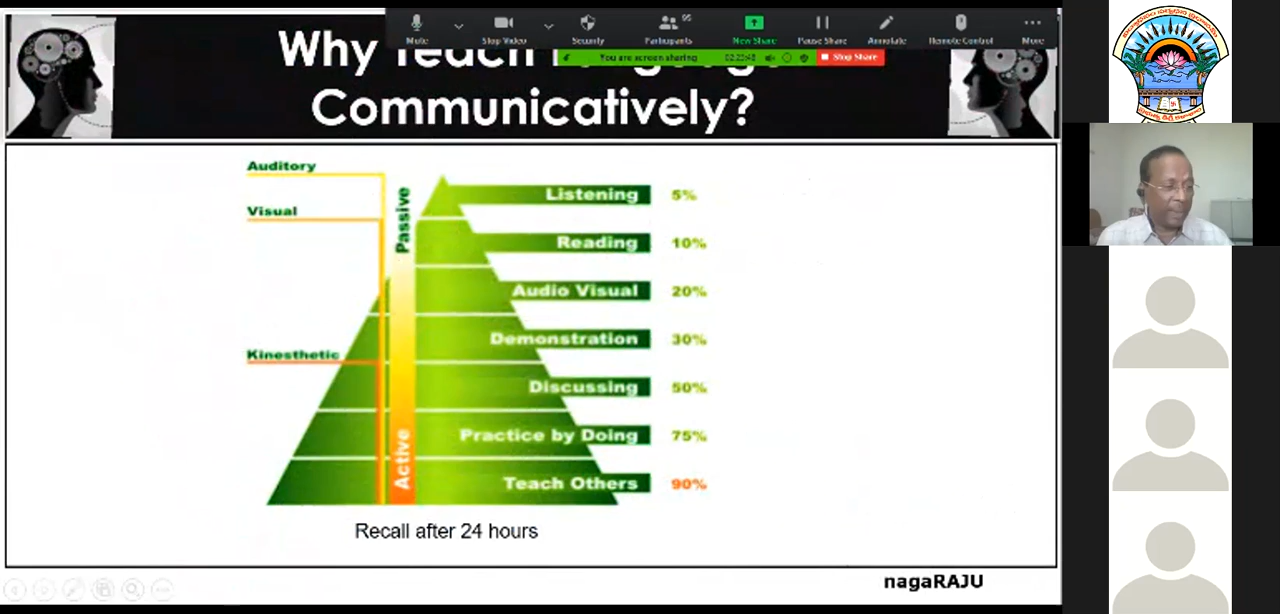 Mute
Stop Video
Security
Participants
95
New Share
Pause Share
Annotate
Remote Control
More
You are screen sharing
Stop Share
Why Teach
Communicatively?
Auditory
Visual
Kinesthetic
Passive
Active
Listening 5%
Reading 10%
Audio Visual 20%
Demonstration 30%
Discussing 50%
Practice by Doing 75%
Teach Others 90%
Recall after 24 hours
nagaRAJU